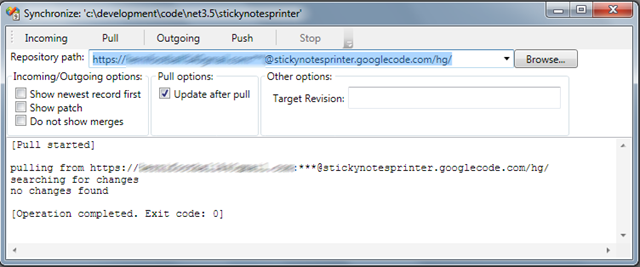 Synchronize: 'c:\development\code\net3.5\stickynotesprinter'
Incoming Pull Outgoing Push Stop
Repository path: https:// @stickynotesprinter.googlecode.com/hg/ Browse...
Incoming/Outgoing options: Pull options: Other options:
Show newest record first Update after pull Target Revision:
Show patch
Do not show merges
[Pull started]
pulling from https:// :***@stickynotesprinter.googlecode.com/hg/
searching for changes
no changes found
[Operation completed. Exit code: 0]